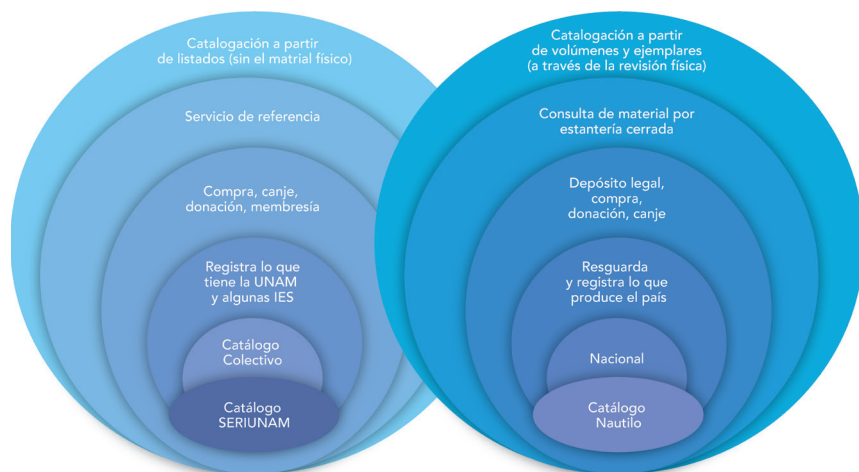 Catalogación a partir
de listados (sin el matrial físico)
Servicio de referencia
Compra, canje,
donación, membresía
Registra lo que
tiene la UNAM
y algunas IES
Catálogo
Colectivo
Catálogo
SERIUNAM
Catalogación a partir
de volúmenes y ejemplares
(a través de la revisión física)
Consulta de material por
estantería cerrada
Depósito legal,
compra,
donación, canje
Resguarda
y registra lo que
produce el país
Nacional
Catálogo
Nautilo